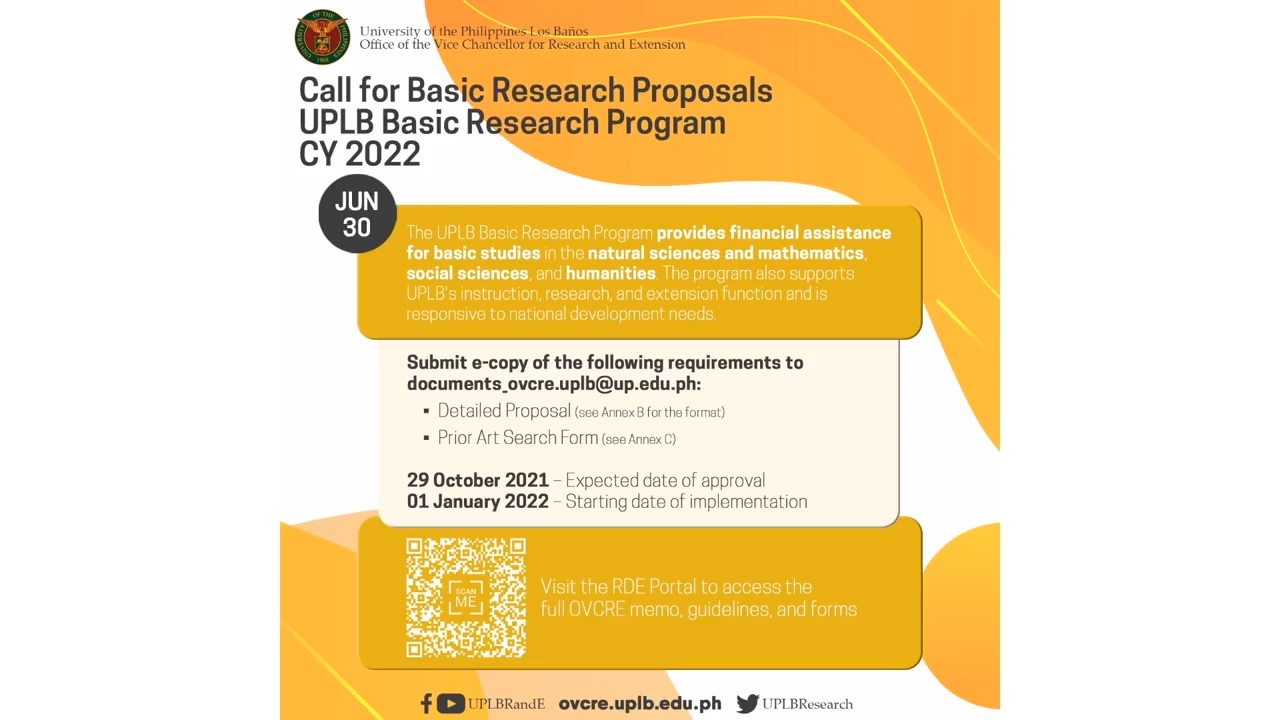 University of the Philippines Los Baños
Office of the Vice Chancellor for Research and Extension
Call for Basic Research Proposals
UPLB Basic Research Program
CY 2022
JUN
30
The UPLB Basic Research Program provides financial assistance
for basic studies in the natural sciences and mathematics,
social sciences, and humanities. The program also supports
UPLB's instruction, research, and extension function and is
responsive to national development needs.
Submit e-copy of the following requirements to
documents_ovcre.uplb@up.edu.ph:
▪ Detailed Proposal (see Annex B for the format)
▪ Prior Art Search Form (see Annex C)
29 October 2021 – Expected date of approval
01 January 2022 – Starting date of implementation
SCAN
ME
Visit the RDE Portal to access the
full OVCRE memo, guidelines, and forms
UPLBRandE ovcre.uplb.edu.ph UPLBResearch